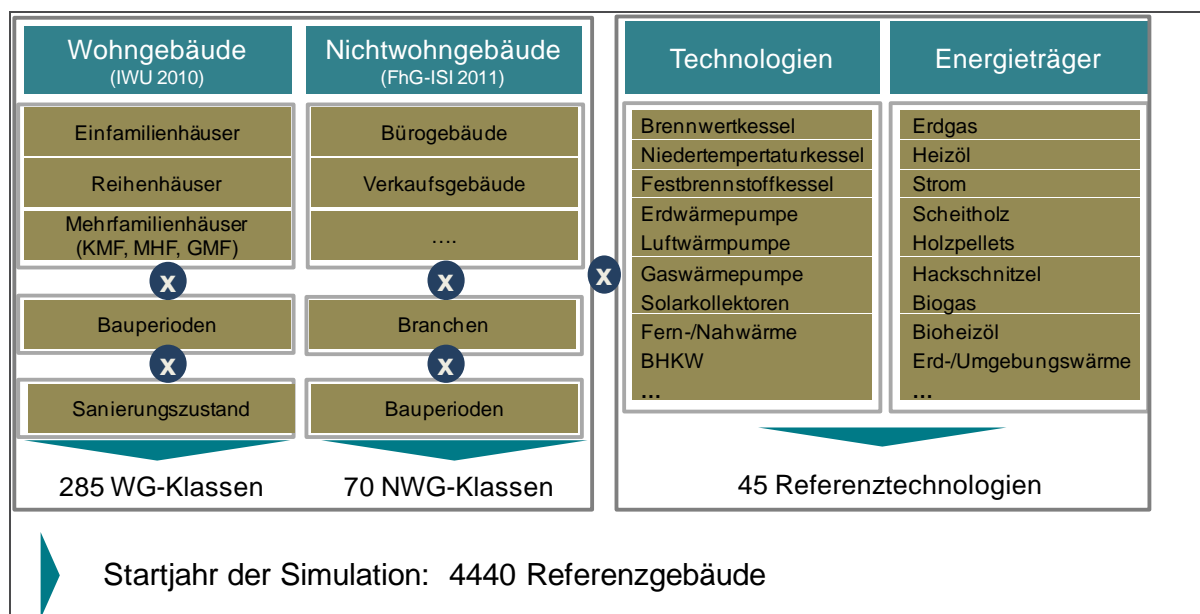 Wohngebäude
(IWU 2010)
Einfamilienhäuser
Reihenhäuser
Mehrfamilienhäuser
(KMF, MHF, GMF)
x
Bauperioden
x
Sanierungszustand
285 WG-Klassen
Nichtwohngebäude
(FhG-ISI 2011)
Bürogebäude
Verkaufsgebäude
....
x
Branchen
x
Bauperioden
70 NWG-Klassen
x
Technologien
Brennwertkessel
Niedertempertaturkessel
Festbrennstoffkessel
Erdwärmepumpe
Luftwärmpumpe
Gaswärmepumpe
Solarkollektoren
Fern-/Nahwärme
BHKW
...
Energieträger
Erdgas
Heizöl
Strom
Scheitholz
Holzpellets
Hackschnitzel
Biogas
Bioheizöl
Erd-/Umgebungswärme
...
45 Referenztechnologien
Startjahr der Simulation: 4440 Referenzgebäude